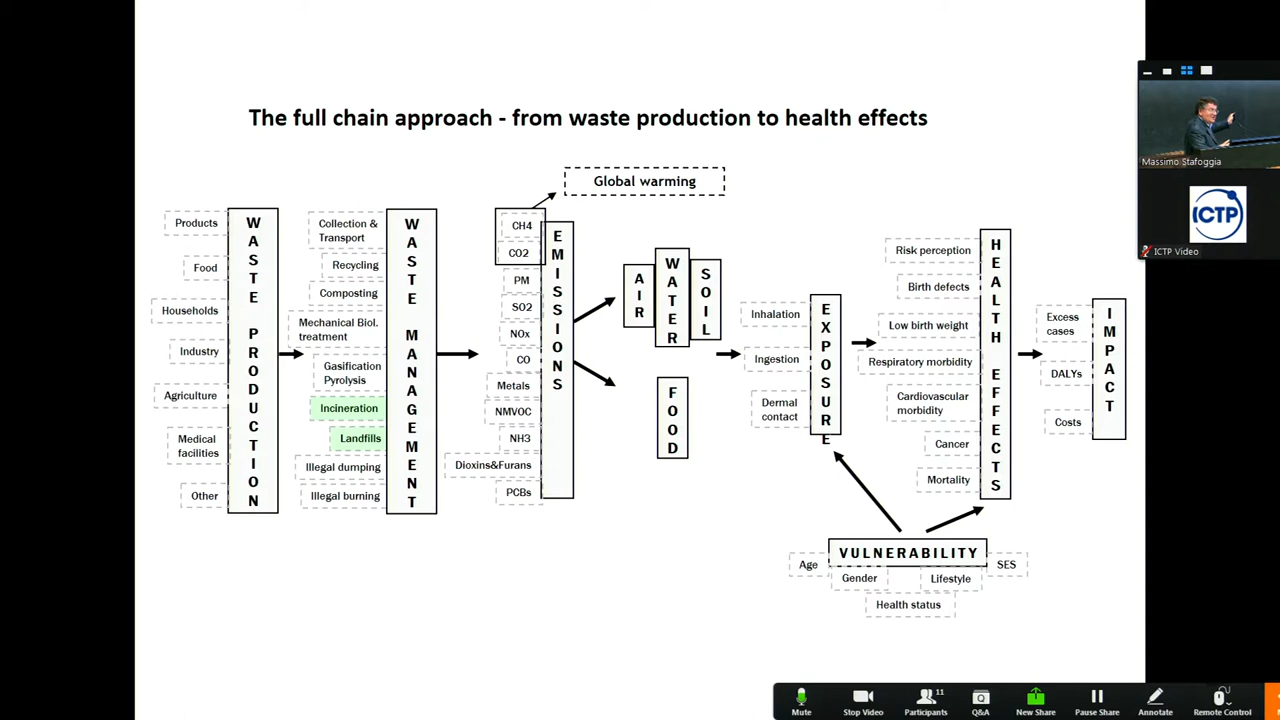 The full chain approach - from waste production to health effects
Global warming
Products
Food
Households
Industry
Agriculture
Medical
facilities
Other
WASTE PRODUCTION
Collection &
Transport
Recycling
Composting
Mechanical Biol.
treatment
Gasification
Pyrolysis
Incineration
Landfills
Illegal dumping
Illegal burning
WASTE MANAGEMENT
CH4
CO2
PM
SO2
NOx
CO
Metals
NMVOC
NH3
Dioxins&Furans
PCBs
EMISSIONS
AIR
WATER
SOIL
FOOD
Inhalation
Ingestion
Dermal
contact
EXPOSURE
Risk perception
Birth defects
Low birth weight
Respiratory morbidity
Cardiovascular
morbidity
Cancer
Mortality
HEALTH EFFECTS
Excess
cases
DALYs
Costs
IMPACT
VULNERABILITY
Age
Gender
Lifestyle
SES
Health status
Massimo Stafoggia
ICTP
ICTP Video
Mute
Stop Video
11
Participants
Q&A
New Share
Pause Share
Annotate
Remote Control